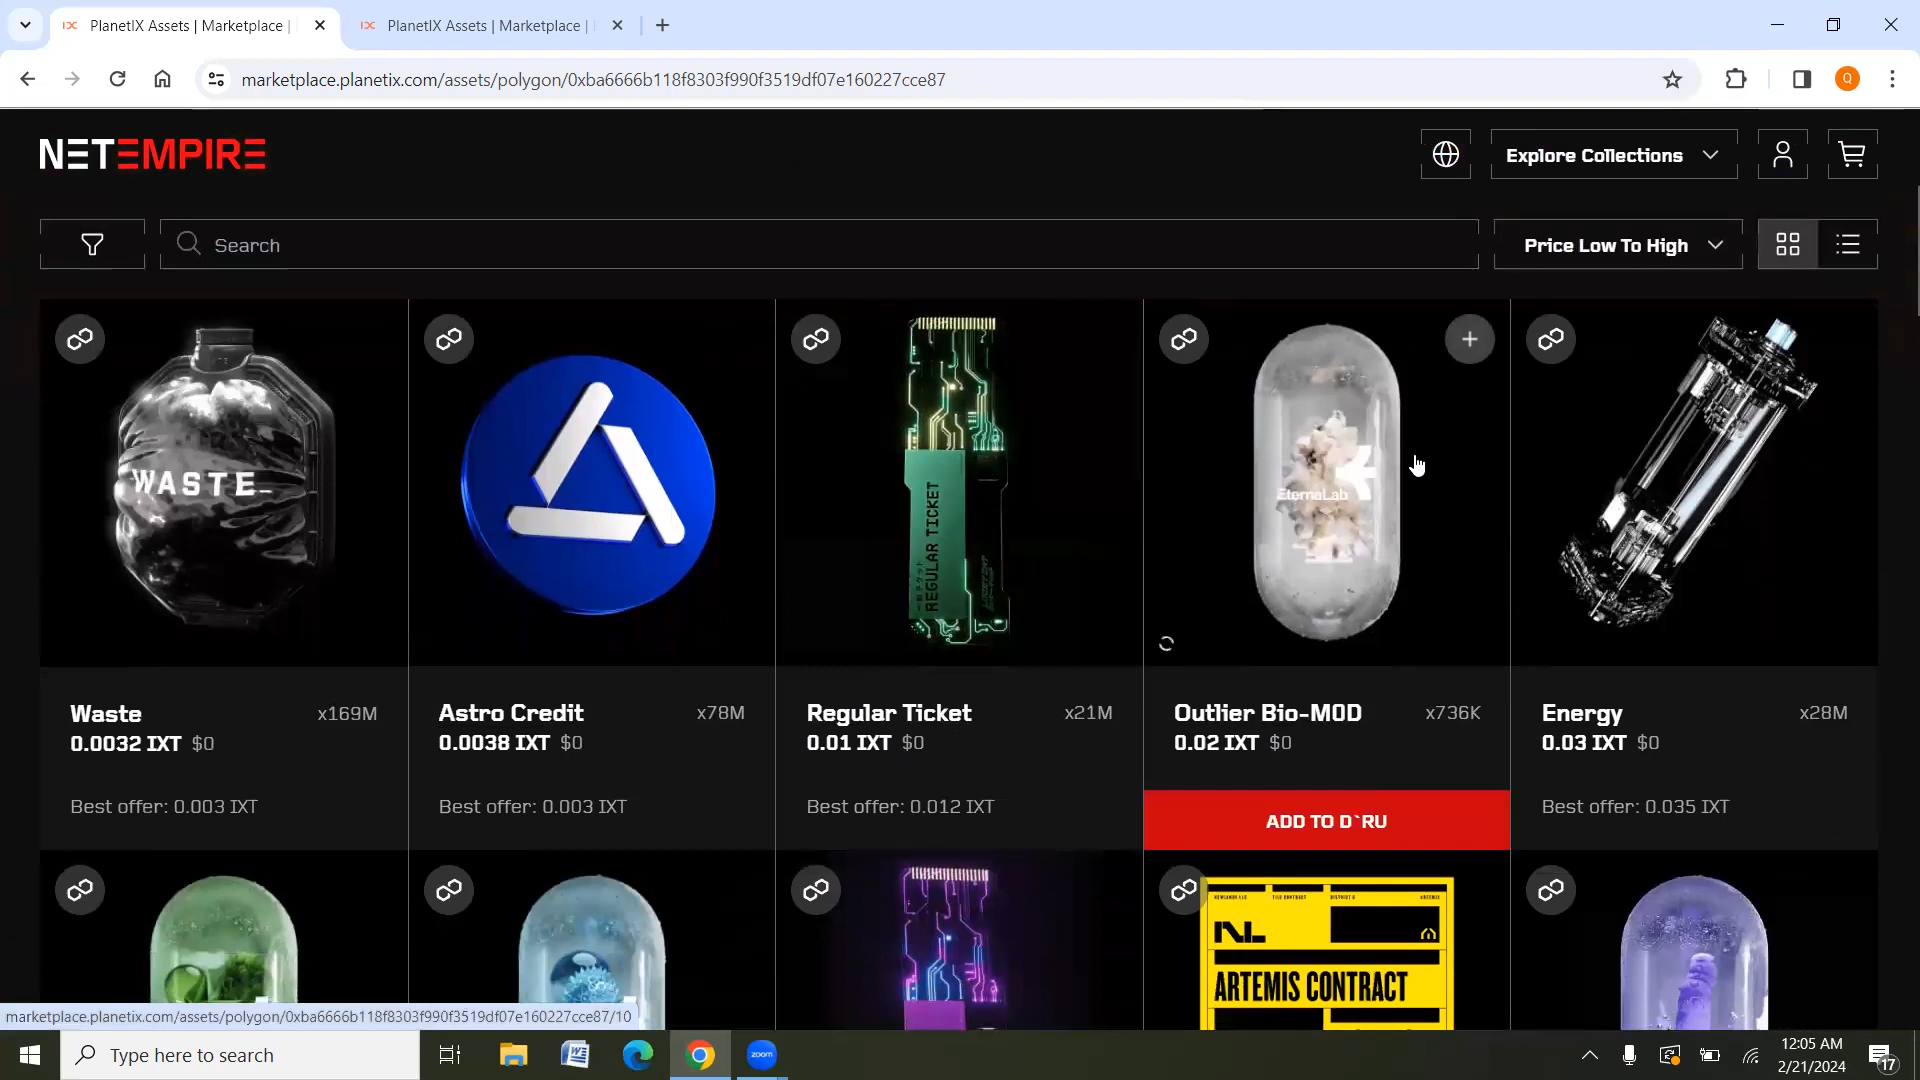 PlanetIX Assets | Marketplace |
PlanetIX Assets | Marketplace |
marketplace.planetix.com/assets/polygon/0xba6666b118f8303f990f3519df07e160227cce87
Q
NETEMPIRE
Explore Collections
Search
Price Low To High
WASTE_
REGULAR TICKET
EternaLab
Waste x169M
0.0032 IXT $0
Best offer: 0.003 IXT
Astro Credit x78M
0.0038 IXT $0
Best offer: 0.003 IXT
Regular Ticket x21M
0.01 IXT $0
Best offer: 0.012 IXT
Outlier Bio-M0D x736K
0.02 IXT $0
ADD TO D`RU
Energy x28M
0.03 IXT $0
Best offer: 0.035 IXT
NL
ARTEMIS CONTRACT
marketplace.planetix.com/assets/polygon/0xba6666b118f8303f990f3519df07e160227cce87/10
Type here to search
zoom
12:05 AM
2/21/2024
17